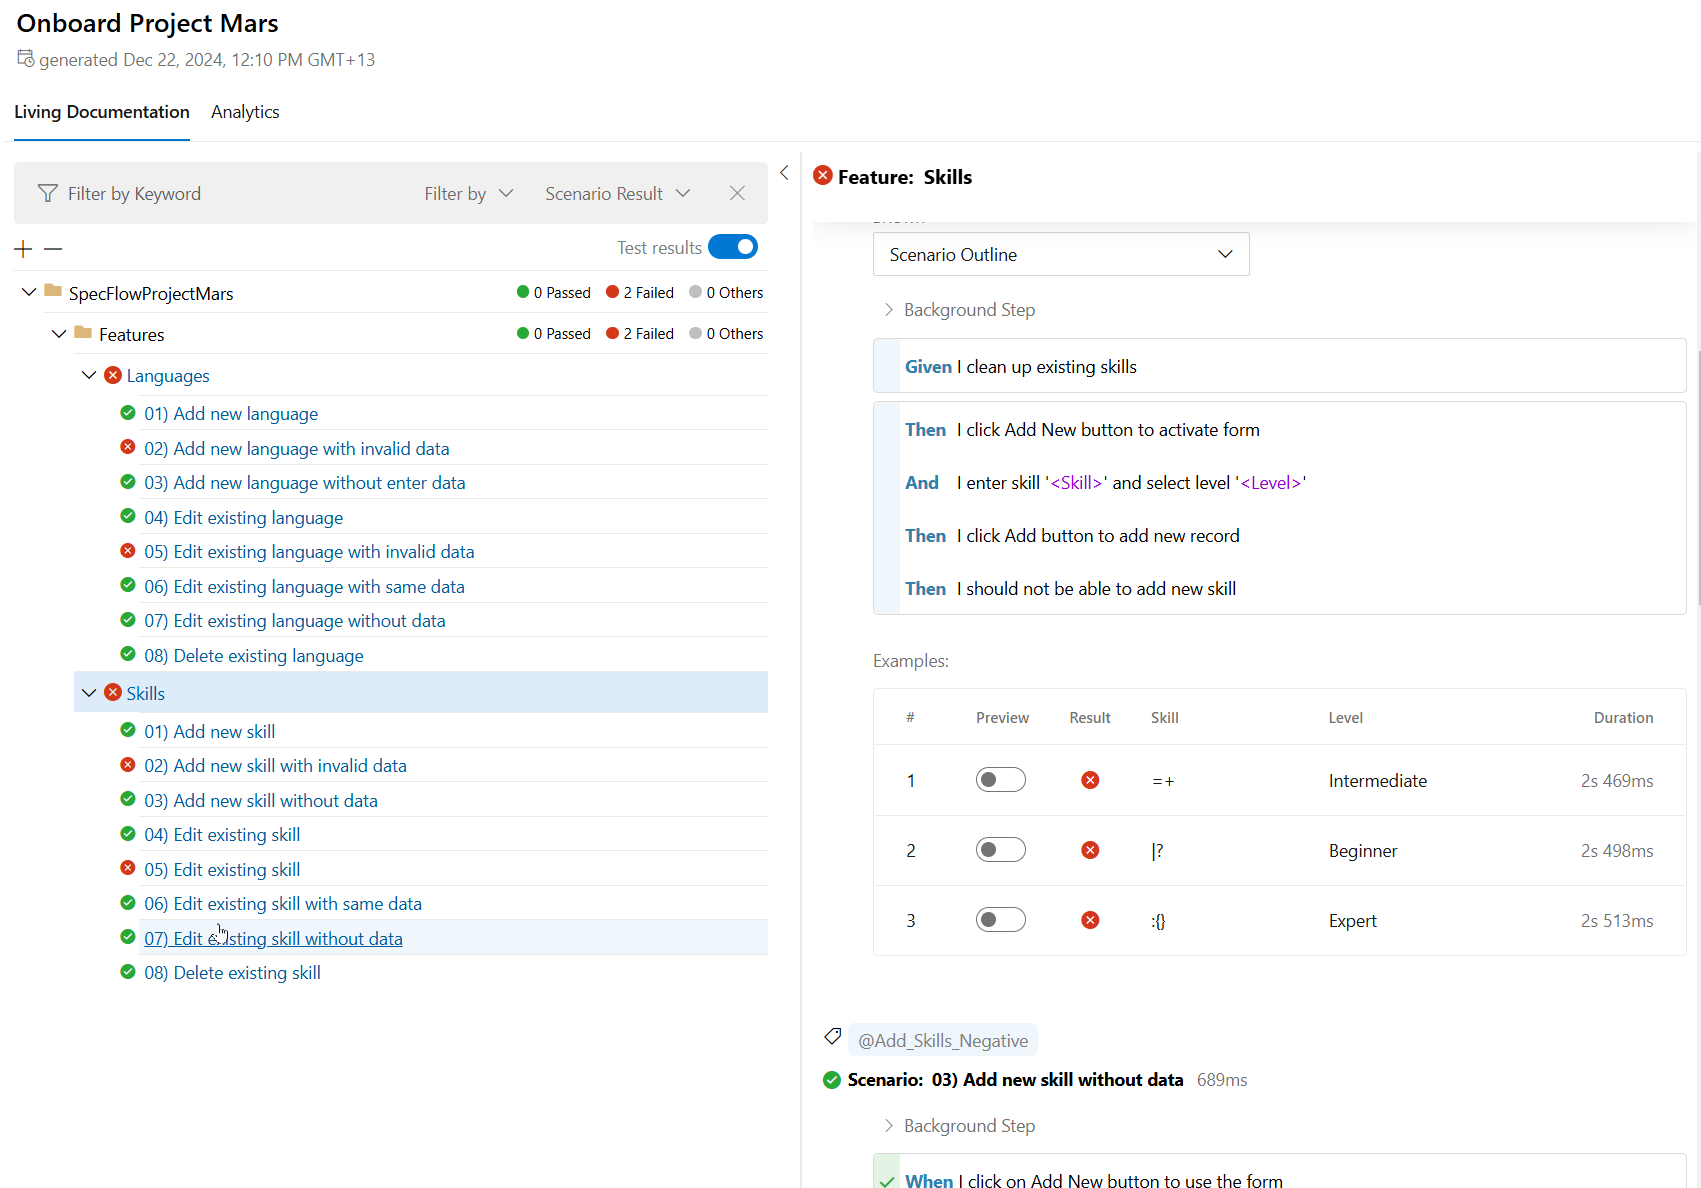 Onboard Project Mars
generated Dec 22, 2024, 12:10 PM GMT+13
Living Documentation Analytics
Filter by Keyword Filter by Scenario Result
Test results
SpecFlowProjectMars 0 Passed 2 Failed 0 Others
Features 0 Passed 2 Failed 0 Others
Languages
01) Add new language
02) Add new language with invalid data
03) Add new language without enter data
04) Edit existing language
05) Edit existing language with invalid data
06) Edit existing language with same data
07) Edit existing language without data
08) Delete existing language
Skills
01) Add new skill
02) Add new skill with invalid data
03) Add new skill without data
04) Edit existing skill
05) Edit existing skill
06) Edit existing skill with same data
07) Edit existing skill without data
08) Delete existing skill
Feature: Skills
Scenario Outline
Background Step
Given I clean up existing skills
Then I click Add New button to activate form
And I enter skill '<Skill>' and select level '<Level>'
Then I click Add button to add new record
Then I should not be able to add new skill
Examples:
# Preview Result Skill Level Duration
1 =+ Intermediate 2s 469ms
2 |? Beginner 2s 498ms
3 :{} Expert 2s 513ms
@Add_Skills_Negative
Scenario: 03) Add new skill without data 689ms
Background Step
When I click on Add New button to use the form